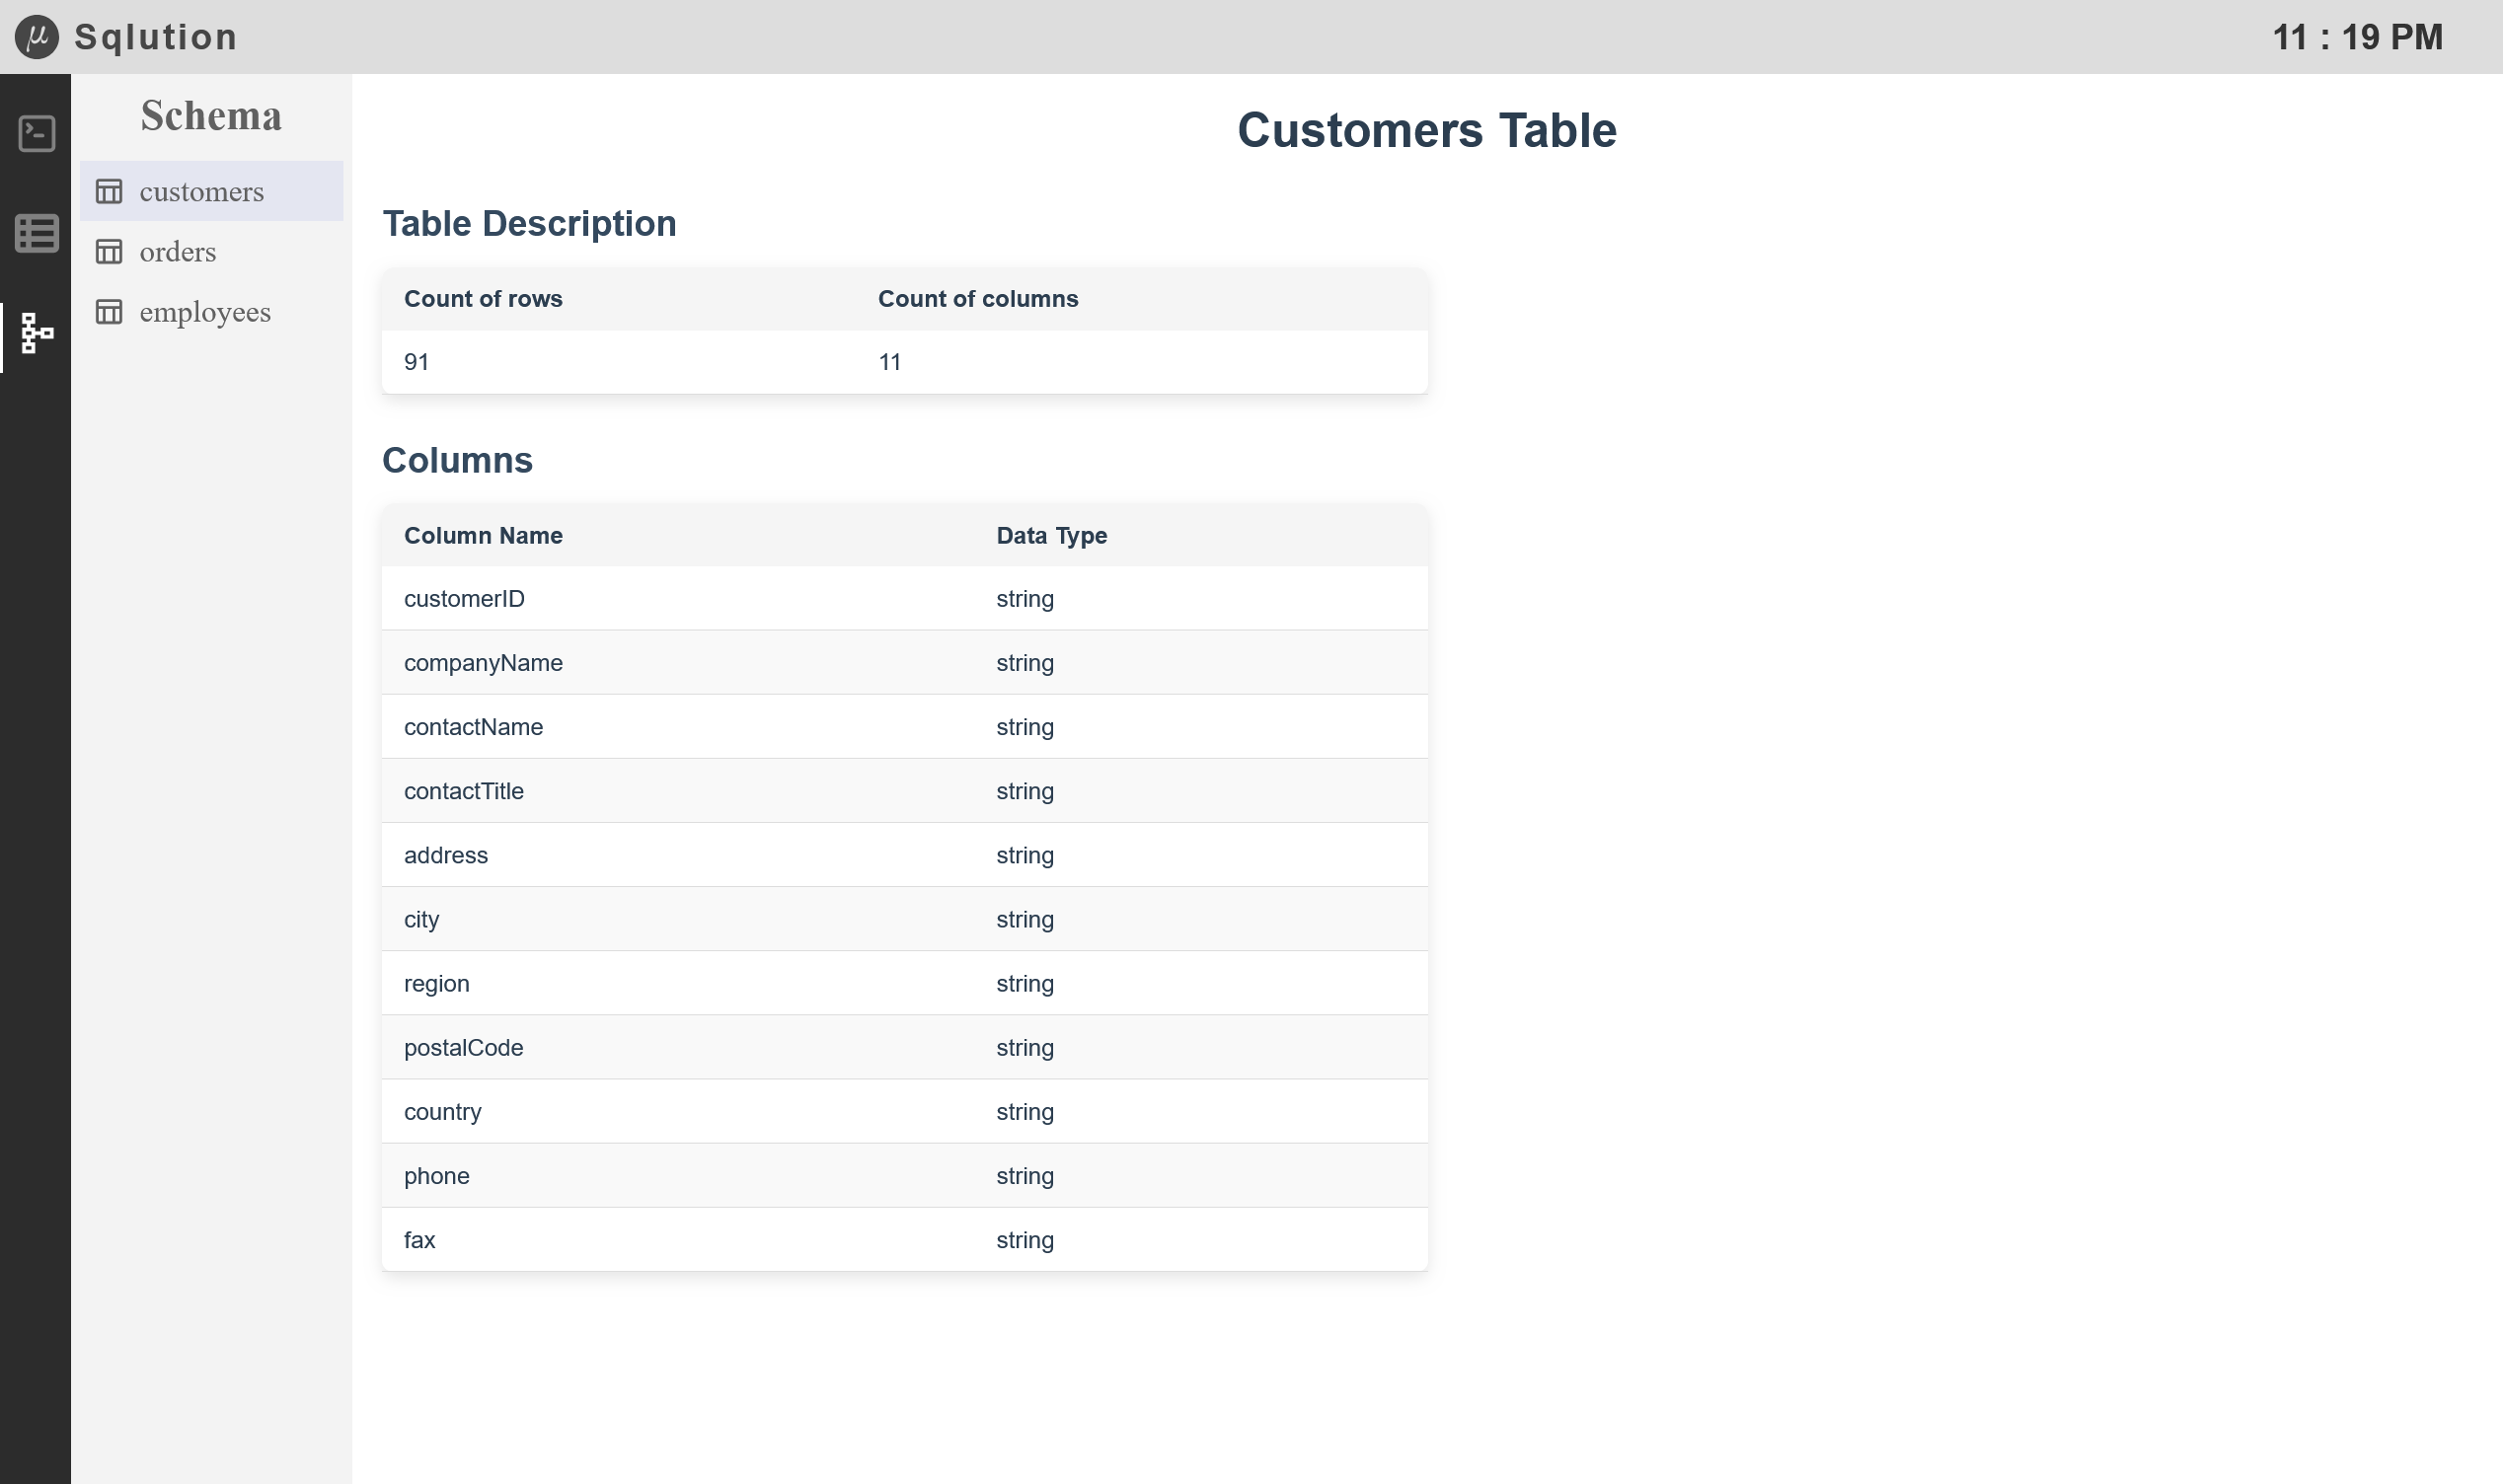 µ Sqlution
11 : 19 PM
Schema
customers
orders
employees
Customers Table
Table Description
Count of rows Count of columns
91 11
Columns
Column Name Data Type
customerID string
companyName string
contactName string
contactTitle string
address string
city string
region string
postalCode string
country string
phone string
fax string